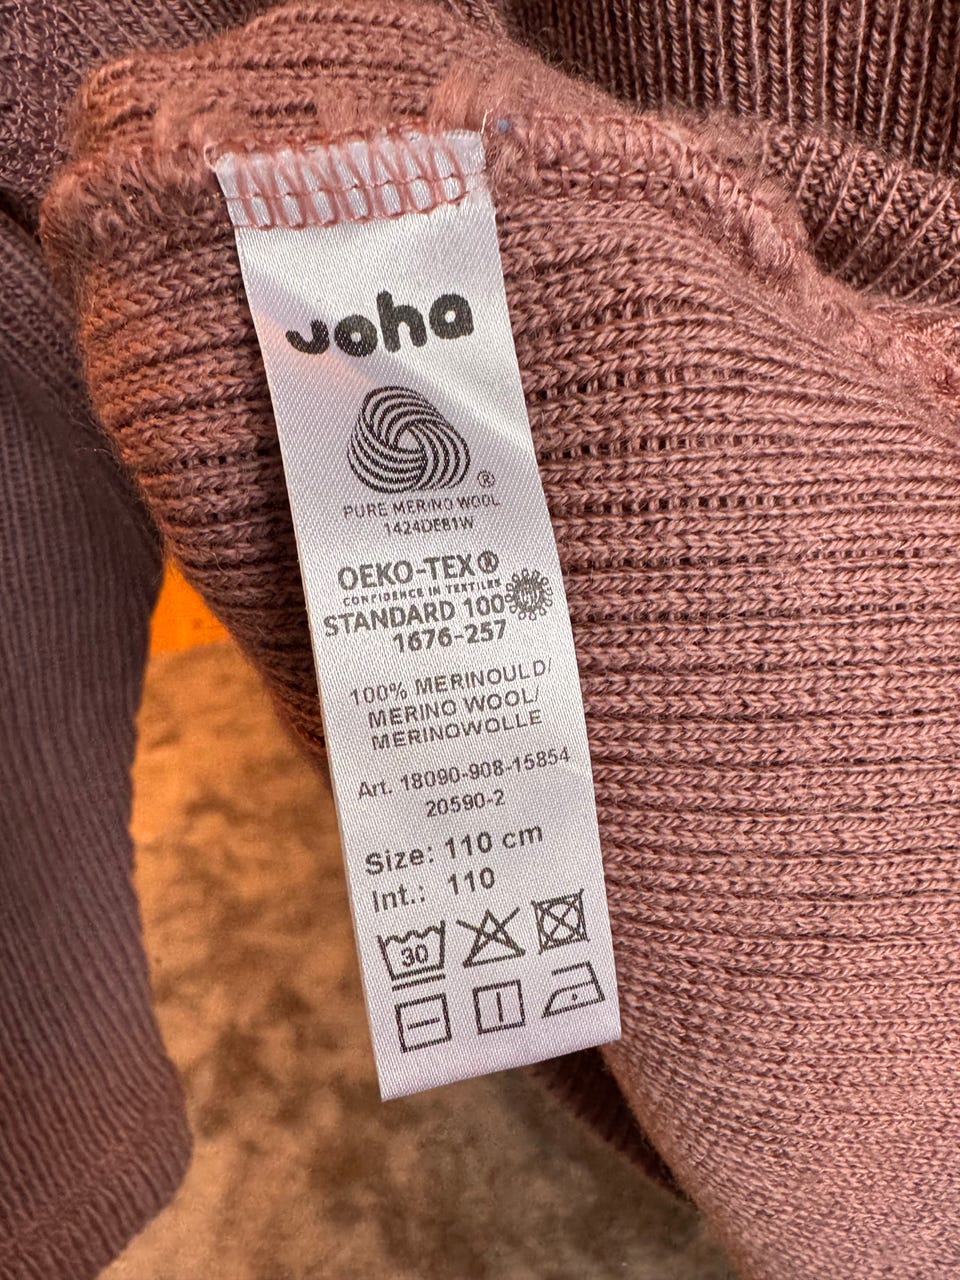 Joha
®
PURE MERINO WOOL
1424DE81W
OEKO-TEX®
CONFIDENCE IN TEXTILES
STANDARD 100
1676-257
100% MERINOULD/
MERINO WOOL/
MERINOWOLLE
Art. 18090-908-15854
20590-2
Size: 110 cm
Int.: 110
30